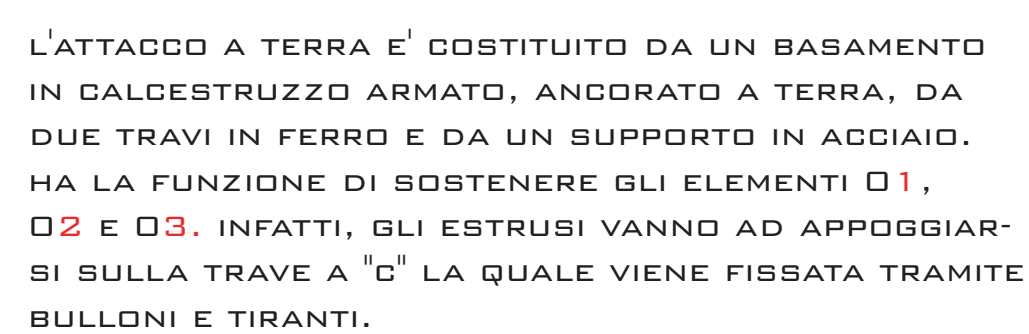 L'ATTACCO A TERRA E' COSTITUITO DA UN BASAMENTO
IN CALCESTRUZZO ARMATO, ANCORATO A TERRA, DA
DUE TRAVI IN FERRO E DA UN SUPPORTO IN ACCIAIO.
HA LA FUNZIONE DI SOSTENERE GLI ELEMENTI 01,
02 E 03. INFATTI, GLI ESTRUSI VANNO AD APPOGGIAR-
SI SULLA TRAVE A "C" LA QUALE VIENE FISSATA TRAMITE
BULLONI E TIRANTI.